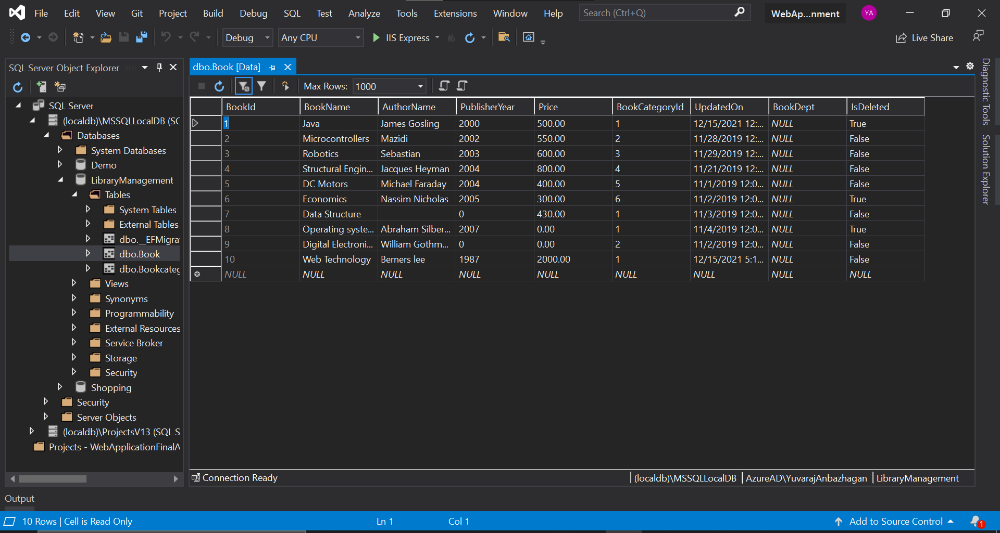 File Edit View Git Project Build Debug SQL Test Analyze Tools Extensions Window Help Search (Ctrl+Q) WebAp...nment YA
Debug Any CPU IIS Express Live Share
SQL Server Object Explorer
SQL Server
(localdb)\MSSQLLocalDB (SC
Databases
System Databases
Demo
LibraryManagement
Tables
System Tables
External Tables
dbo.__EFMigra
dbo.Book
dbo.Bookcateg
Views
Synonyms
Programmability
External Resources
Service Broker
Storage
Security
Shopping
Security
Server Objects
(localdb)\ProjectsV13 (SQL S
Projects - WebApplicationFinalA
dbo.Book [Data]
Max Rows: 1000
BookId BookName AuthorName PublisherYear Price BookCategoryId UpdatedOn BookDept IsDeleted
1 Java James Gosling 2000 500.00 1 12/15/2021 12:... NULL True
2 Microcontrollers Mazidi 2002 550.00 2 11/28/2019 12:... NULL False
3 Robotics Sebastian 2003 600.00 3 11/29/2019 12:... NULL False
4 Structural Engin... Jacques Heyman 2004 800.00 4 11/21/2019 12:... NULL False
5 DC Motors Michael Faraday 2004 400.00 5 11/1/2019 12:0... NULL False
6 Economics Nassim Nicholas 2005 300.00 6 11/2/2019 12:0... NULL True
7 Data Structure 0 430.00 1 11/3/2019 12:0... NULL False
8 Operating syste... Abraham Silber... 2007 0.00 1 11/4/2019 12:0... NULL True
9 Digital Electroni... William Gothm... 0 0.00 2 11/2/2019 12:0... NULL False
10 Web Technology Berners lee 1987 2000.00 1 12/15/2021 5:1... NULL False
NULL NULL NULL NULL NULL NULL NULL NULL NULL
Connection Ready (localdb)\MSSQLLocalDB AzureAD\YuvarajAnbazhagan LibraryManagement
Diagnostic Tools
Solution Explorer
Output
10 Rows | Cell is Read Only Ln 1 Col 1 Add to Source Control 1